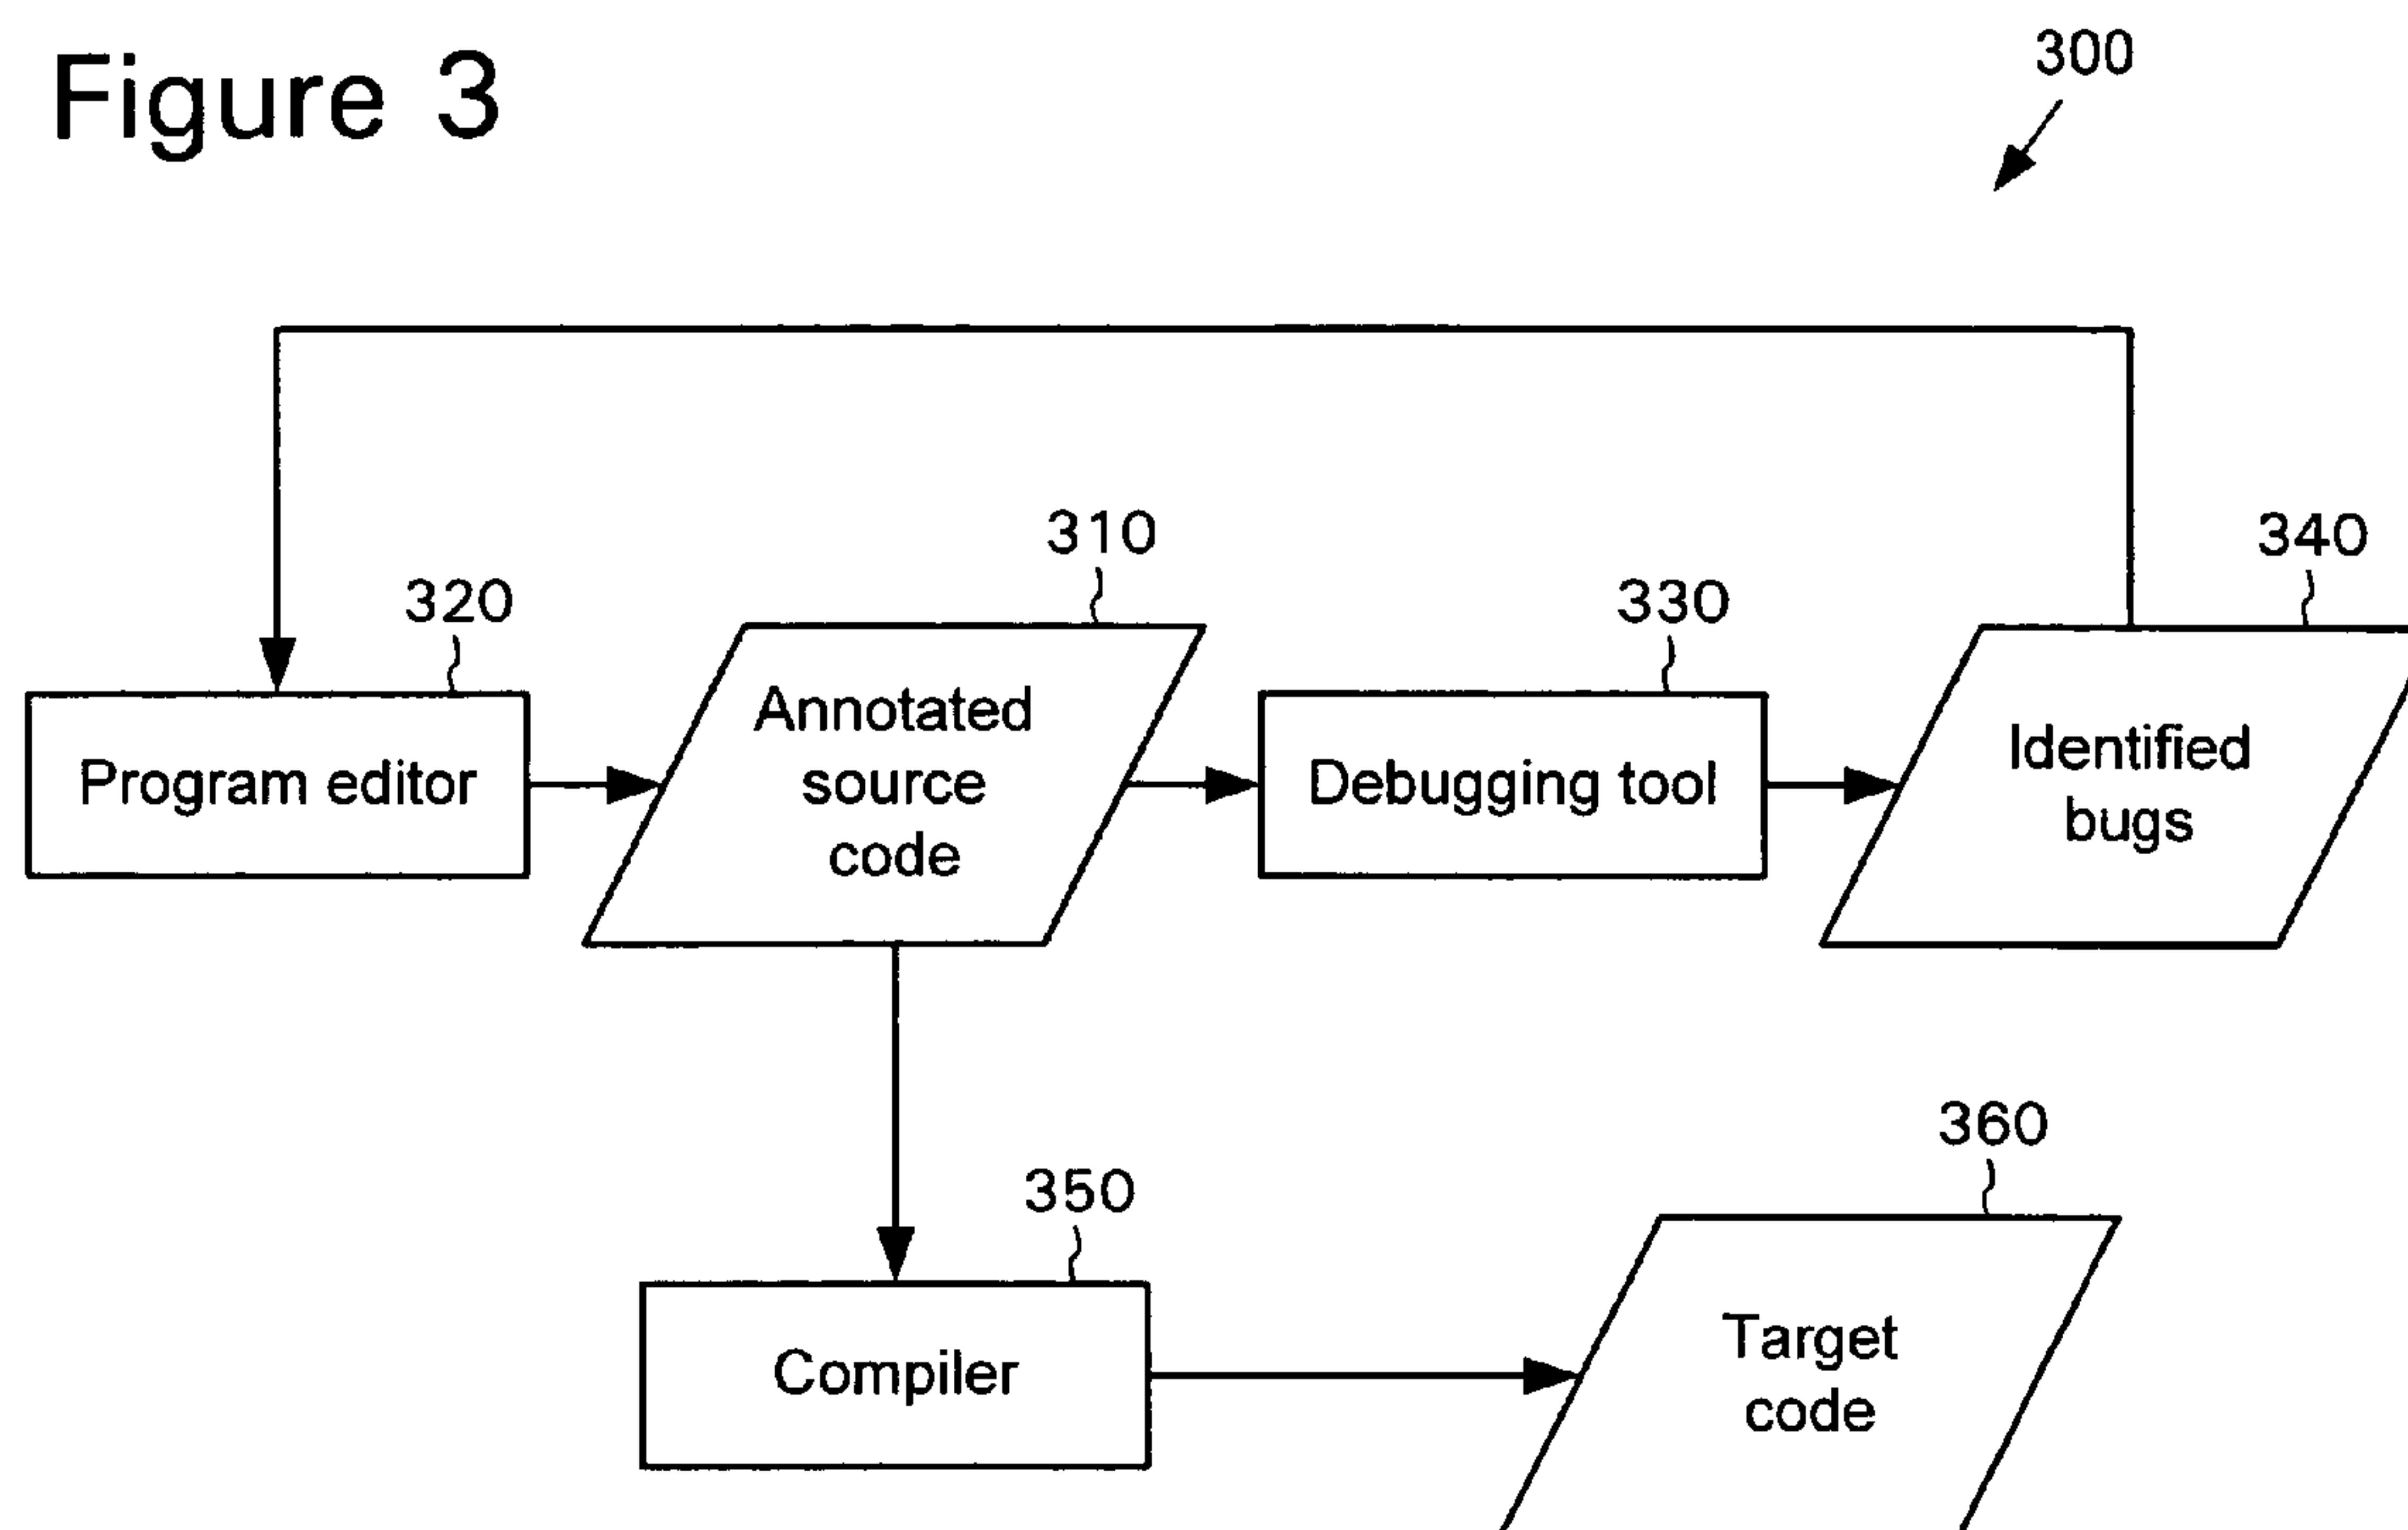 Figure 3
300
310
340
320
330
Program editor
Annotated
source
code
Debugging tool
Identified
bugs
360
350
Compiler
Target
code